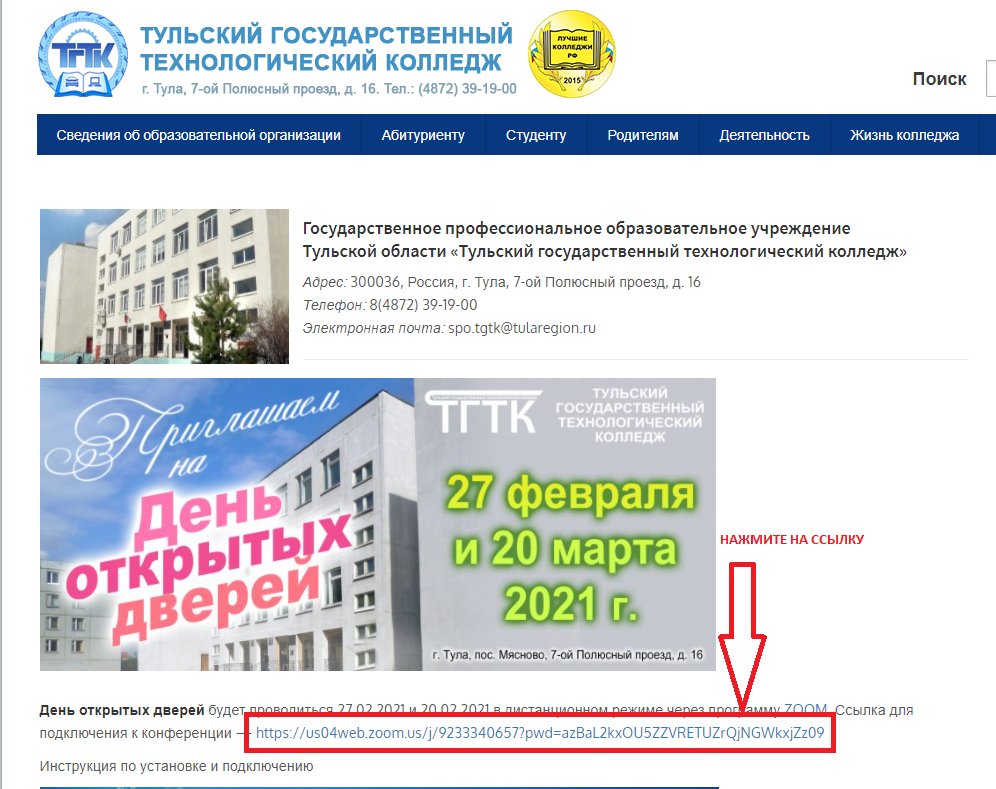 ТГТК
ТУЛЬСКИЙ ГОСУДАРСТВЕННЫЙ
ТЕХНОЛОГИЧЕСКИЙ КОЛЛЕДЖ
г. Тула, 7-ой Полюсный проезд, д. 16. Тел.: (4872) 39-19-00
ЛУЧШИЕ
КОЛЛЕДЖИ
РФ
2015
Поиск
Сведения об образовательной организации Абитуриенту Студенту Родителям Деятельность Жизнь колледжа
Государственное профессиональное образовательное учреждение
Тульской области «Тульский государственный технологический колледж»
Адрес: 300036, Россия, г. Тула, 7-ой Полюсный проезд, д. 16
Телефон: 8(4872) 39-19-00
Электронная почта: spo.tgtk@tularegion.ru
Приглашаем
на
День
открытых
дверей
ТГТК
ТУЛЬСКИЙ
ГОСУДАРСТВЕННЫЙ
ТЕХНОЛОГИЧЕСКИЙ
КОЛЛЕДЖ
27 февраля
и 20 марта
2021 г.
г. Тула, пос. Мясново, 7-ой Полюсный проезд, д. 16
НАЖМИТЕ НА ССЫЛКУ
День открытых дверей будет проводиться 27.02.2021 и 20.02.2021 в дистанционном режиме через программу ZOOM. Ссылка для
подключения к конференции — https://us04web.zoom.us/j/9233340657?pwd=azBaL2kxOU5ZZVRETUZrQjNGWkxjZz09
Инструкция по установке и подключению